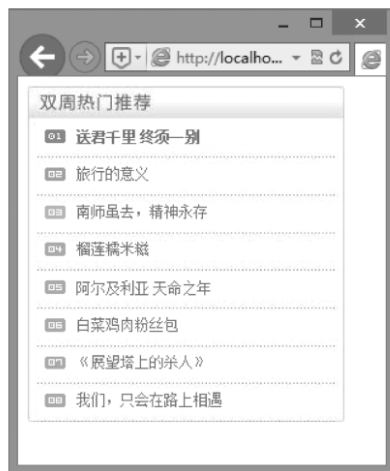 http://localho...
双周热门推荐
01 送君千里 终须一别
02 旅行的意义
03 南师虽去，精神永存
04 榴莲糯米糍
05 阿尔及利亚 天命之年
06 白菜鸡肉粉丝包
07 《展望塔上的杀人》
08 我们，只会在路上相遇